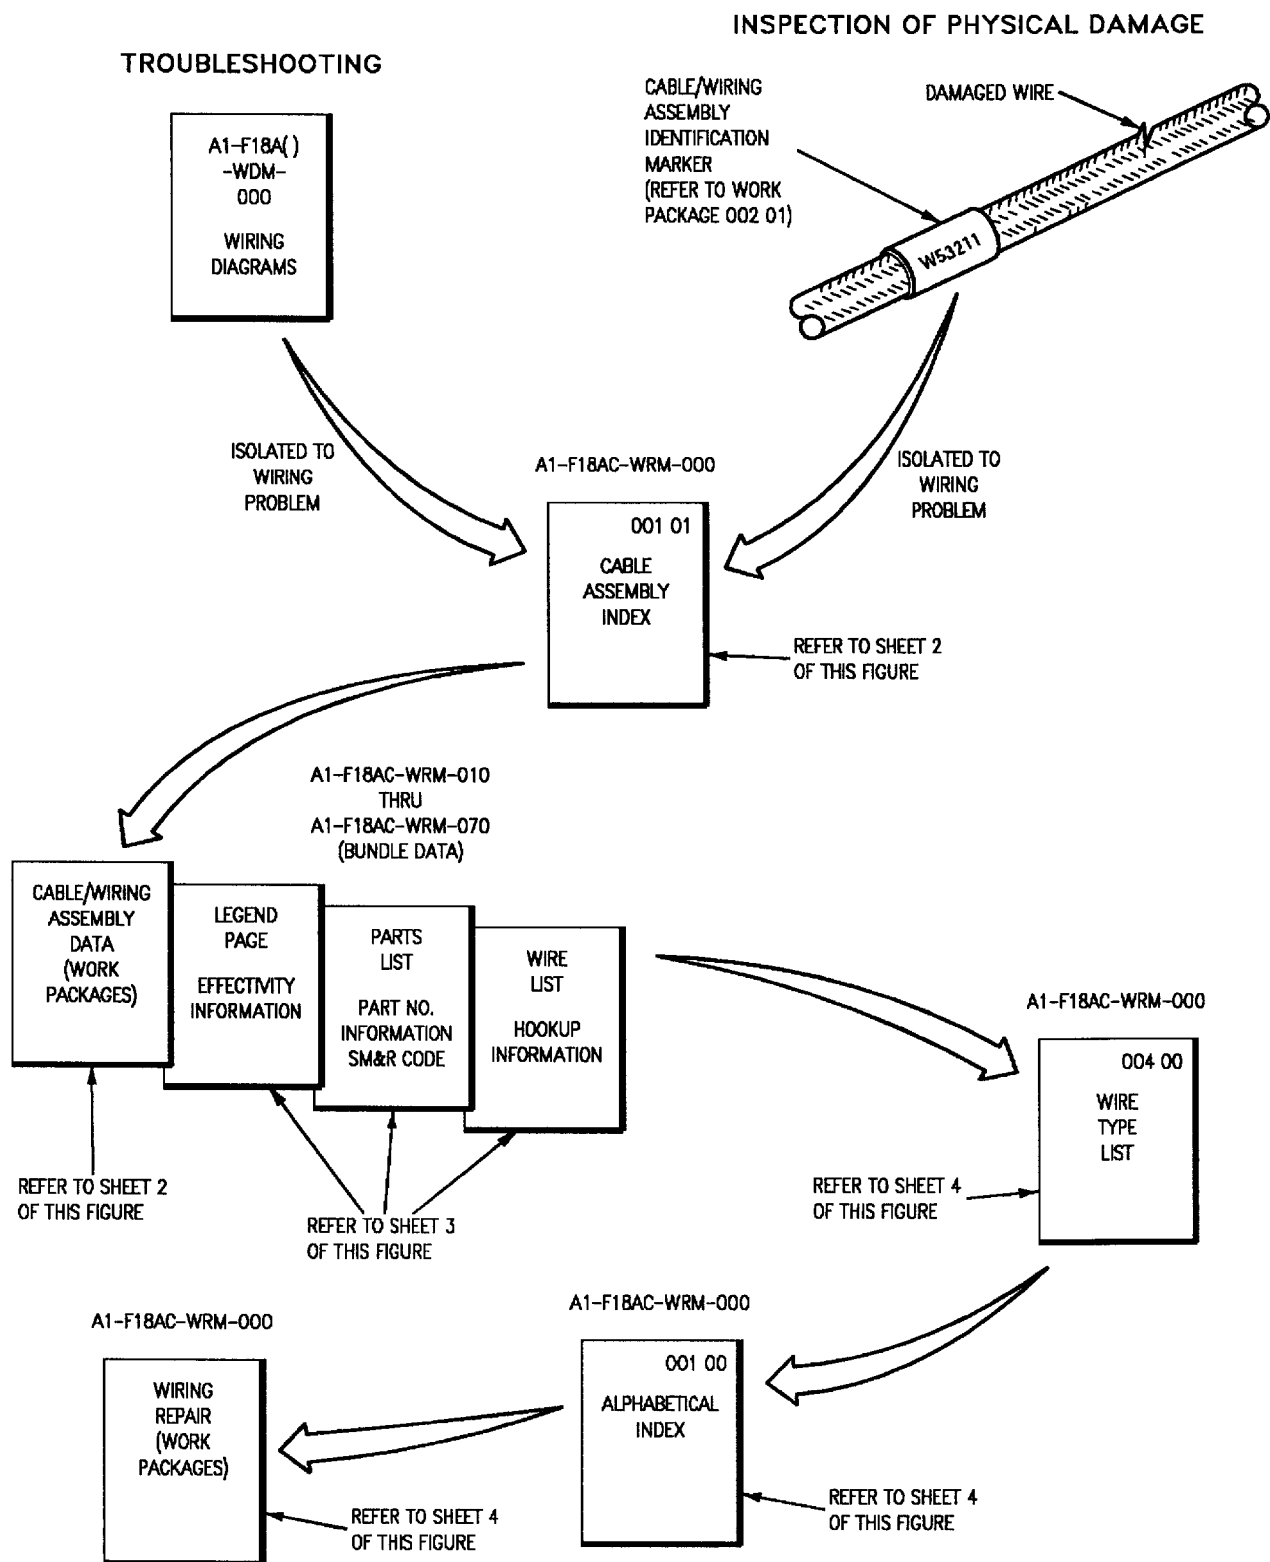 INSPECTION OF PHYSICAL DAMAGE
TROUBLESHOOTING
A1-F18A( )
-WDM-
000
WIRING
DIAGRAMS
CABLE/WIRING
ASSEMBLY
IDENTIFICATION
MARKER
(REFER TO WORK
PACKAGE 002 01)
DAMAGED WIRE
W53211
ISOLATED TO
WIRING
PROBLEM
A1-F18AC-WRM-000
001 01
CABLE
ASSEMBLY
INDEX
ISOLATED TO
WIRING
PROBLEM
REFER TO SHEET 2
OF THIS FIGURE
A1-F18AC-WRM-010
THRU
A1-F18AC-WRM-070
(BUNDLE DATA)
CABLE/WIRING
ASSEMBLY
DATA
(WORK
PACKAGES)
LEGEND
PAGE
EFFECTIVITY
INFORMATION
PARTS
LIST
PART NO.
INFORMATION
SM&R CODE
WIRE
LIST
HOOKUP
INFORMATION
A1-F18AC-WRM-000
004 00
WIRE
TYPE
LIST
REFER TO SHEET 2
OF THIS FIGURE
REFER TO SHEET 3
OF THIS FIGURE
REFER TO SHEET 4
OF THIS FIGURE
A1-F18AC-WRM-000
WIRING
REPAIR
(WORK
PACKAGES)
A1-F18AC-WRM-000
001 00
ALPHABETICAL
INDEX
REFER TO SHEET 4
OF THIS FIGURE
REFER TO SHEET 4
OF THIS FIGURE